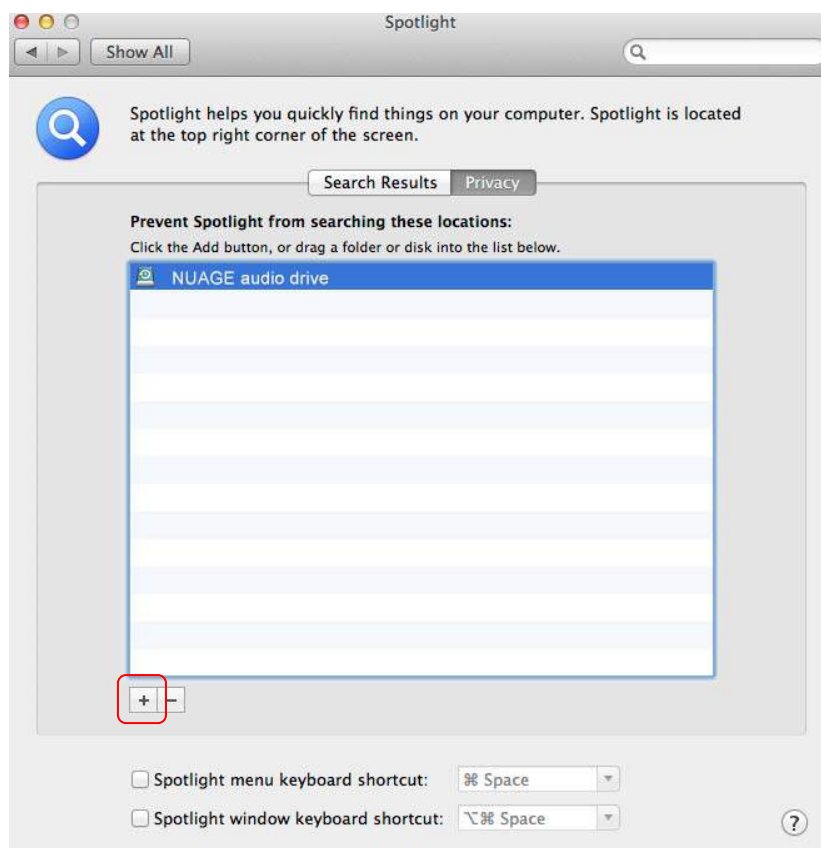 Spotlight
Show All
Spotlight helps you quickly find things on your computer. Spotlight is located
at the top right corner of the screen.
Search Results Privacy
Prevent Spotlight from searching these locations:
Click the Add button, or drag a folder or disk into the list below.
NUAGE audio drive
+ −
Spotlight menu keyboard shortcut: ⌘ Space
Spotlight window keyboard shortcut: ⌥⌘ Space
?